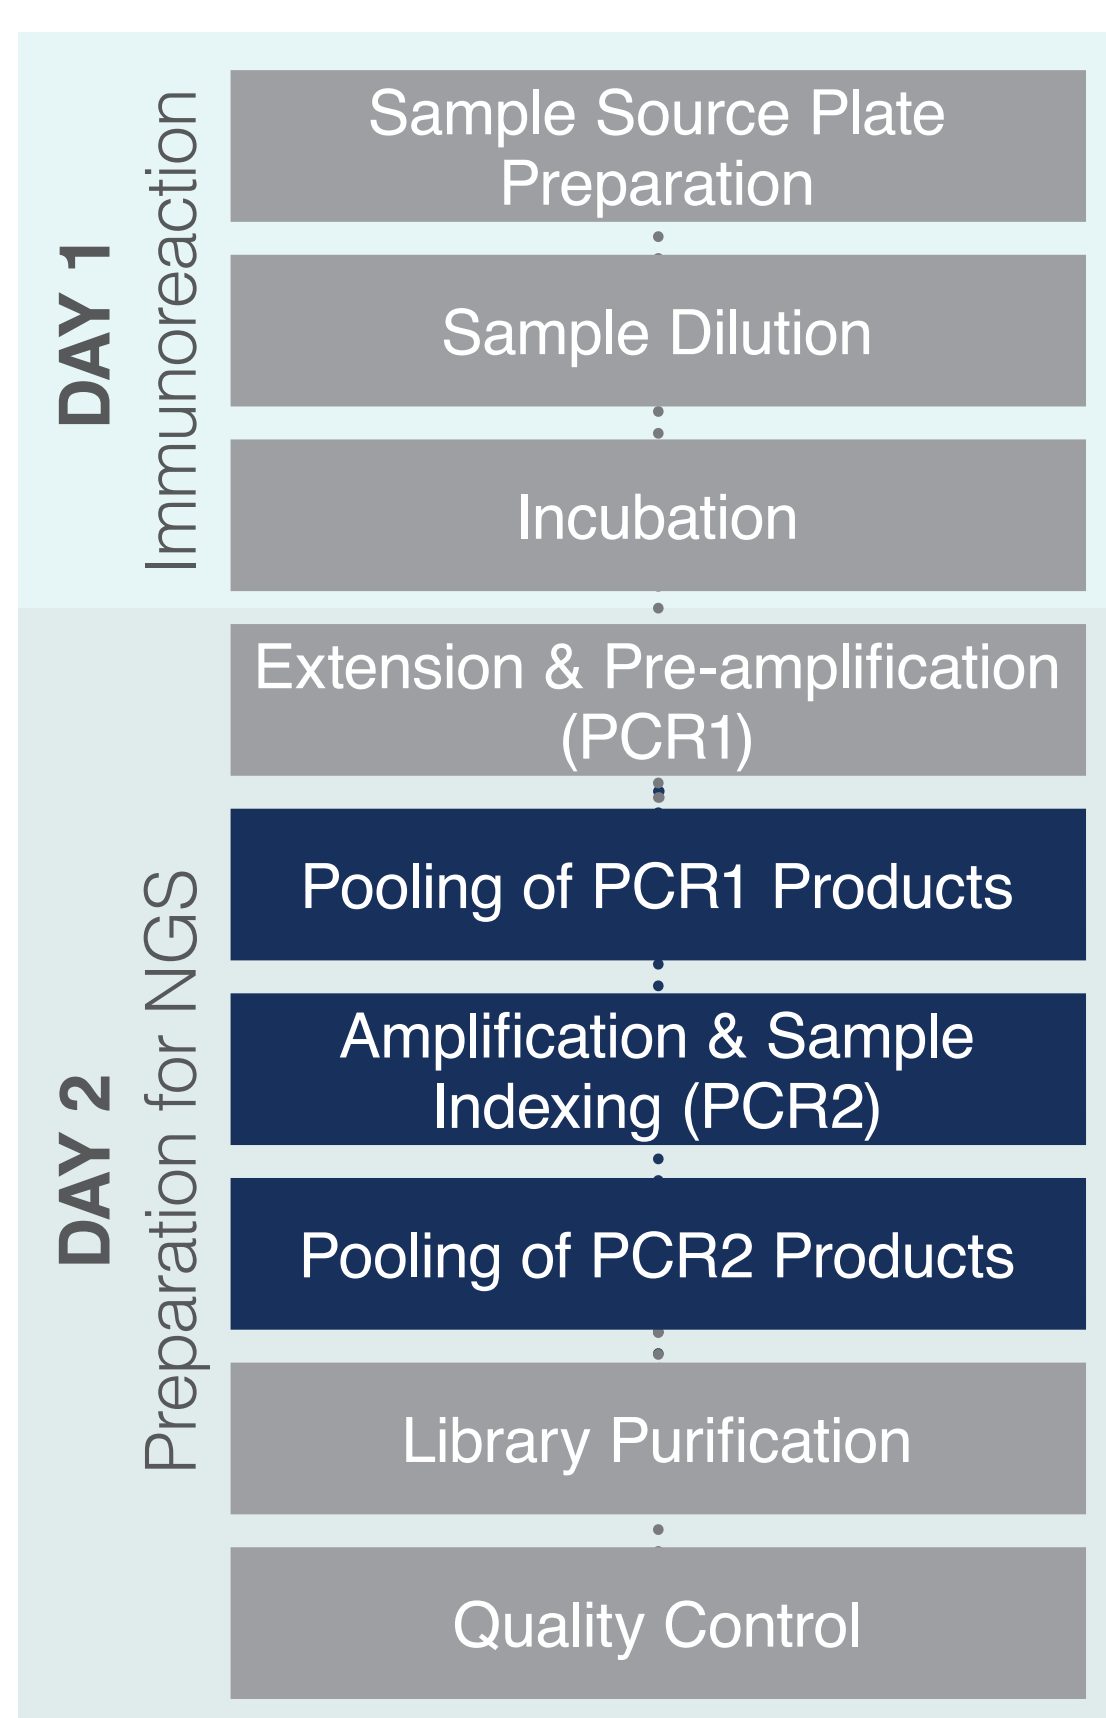 DAY 1
Immunoreaction
Sample Source Plate
Preparation
Sample Dilution
Incubation
DAY 2
Preparation for NGS
Extension & Pre-amplification
(PCR1)
Pooling of PCR1 Products
Amplification & Sample
Indexing (PCR2)
Pooling of PCR2 Products
Library Purification
Quality Control